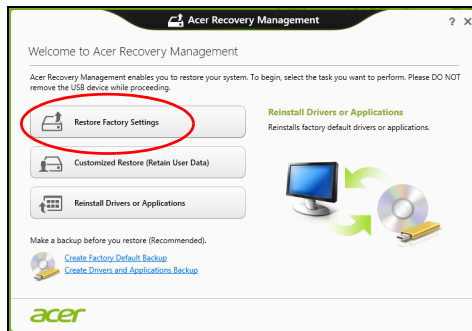 Acer Recovery Management
? X
Welcome to Acer Recovery Management
Acer Recovery Management enables you to restore your system. To begin, select the task you want to perform. Please DO NOT
remove the USB device while proceeding.
Restore Factory Settings
Customized Restore (Retain User Data)
Reinstall Drivers or Applications
Reinstall Drivers or Applications
Reinstalls factory default drivers or applications.
Make a backup before you restore (Recommended).
Create Factory Default Backup
Create Drivers and Applications Backup
acer